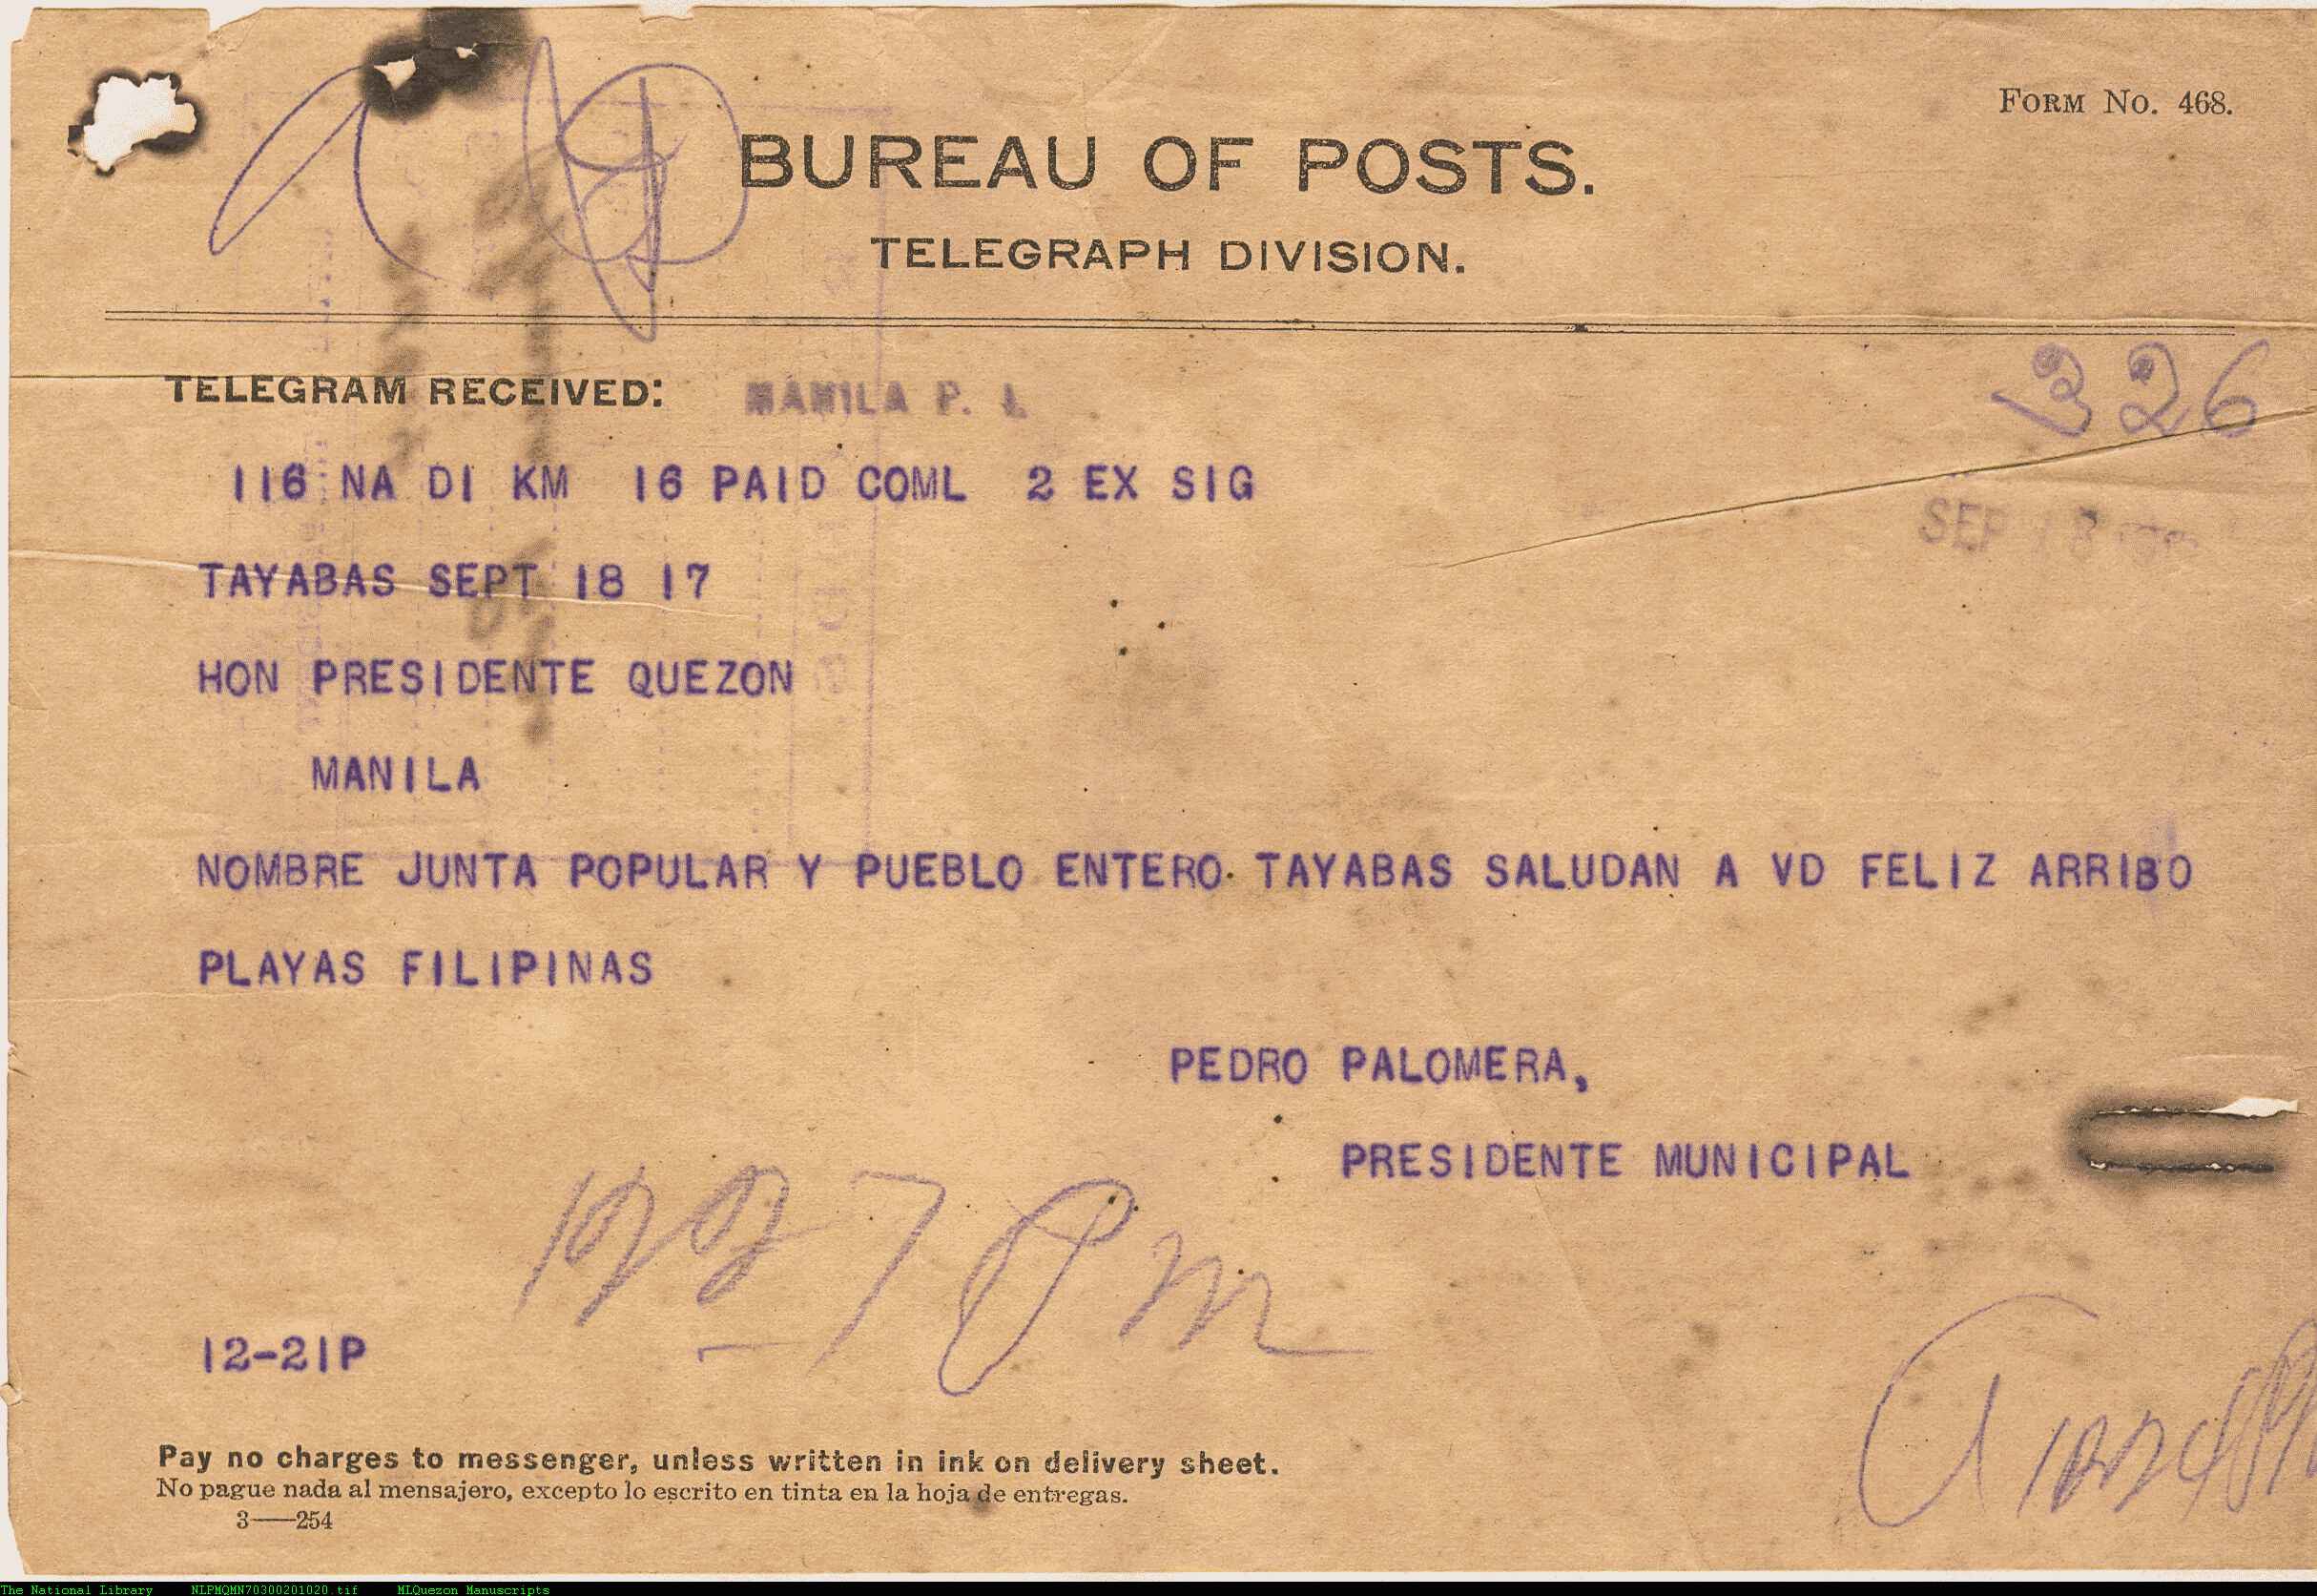 FORM NO. 468.
BUREAU OF POSTS.
TELEGRAPH DIVISION.
TELEGRAM RECEIVED: MANILA P. I.
326
116 NA DI KM 16 PAID COML 2 EX SIG
SEP 18
TAYABAS SEPT 18 17
HON PRESIDENTE QUEZON
MANILA
NOMBRE JUNTA POPULAR Y PUEBLO ENTERO TAYABAS SALUDAN A VD FELIZ ARRIBO
PLAYAS FILIPINAS
PEDRO PALOMERA,
PRESIDENTE MUNICIPAL
12-21P
Pay no charges to messenger, unless written in ink on delivery sheet.
No pague nada al mensajero, excepto lo escrito en tinta en la hoja de entregas.
3——254
The National Library NLPMQMN70300201020.tif MLQuezon Manuscripts